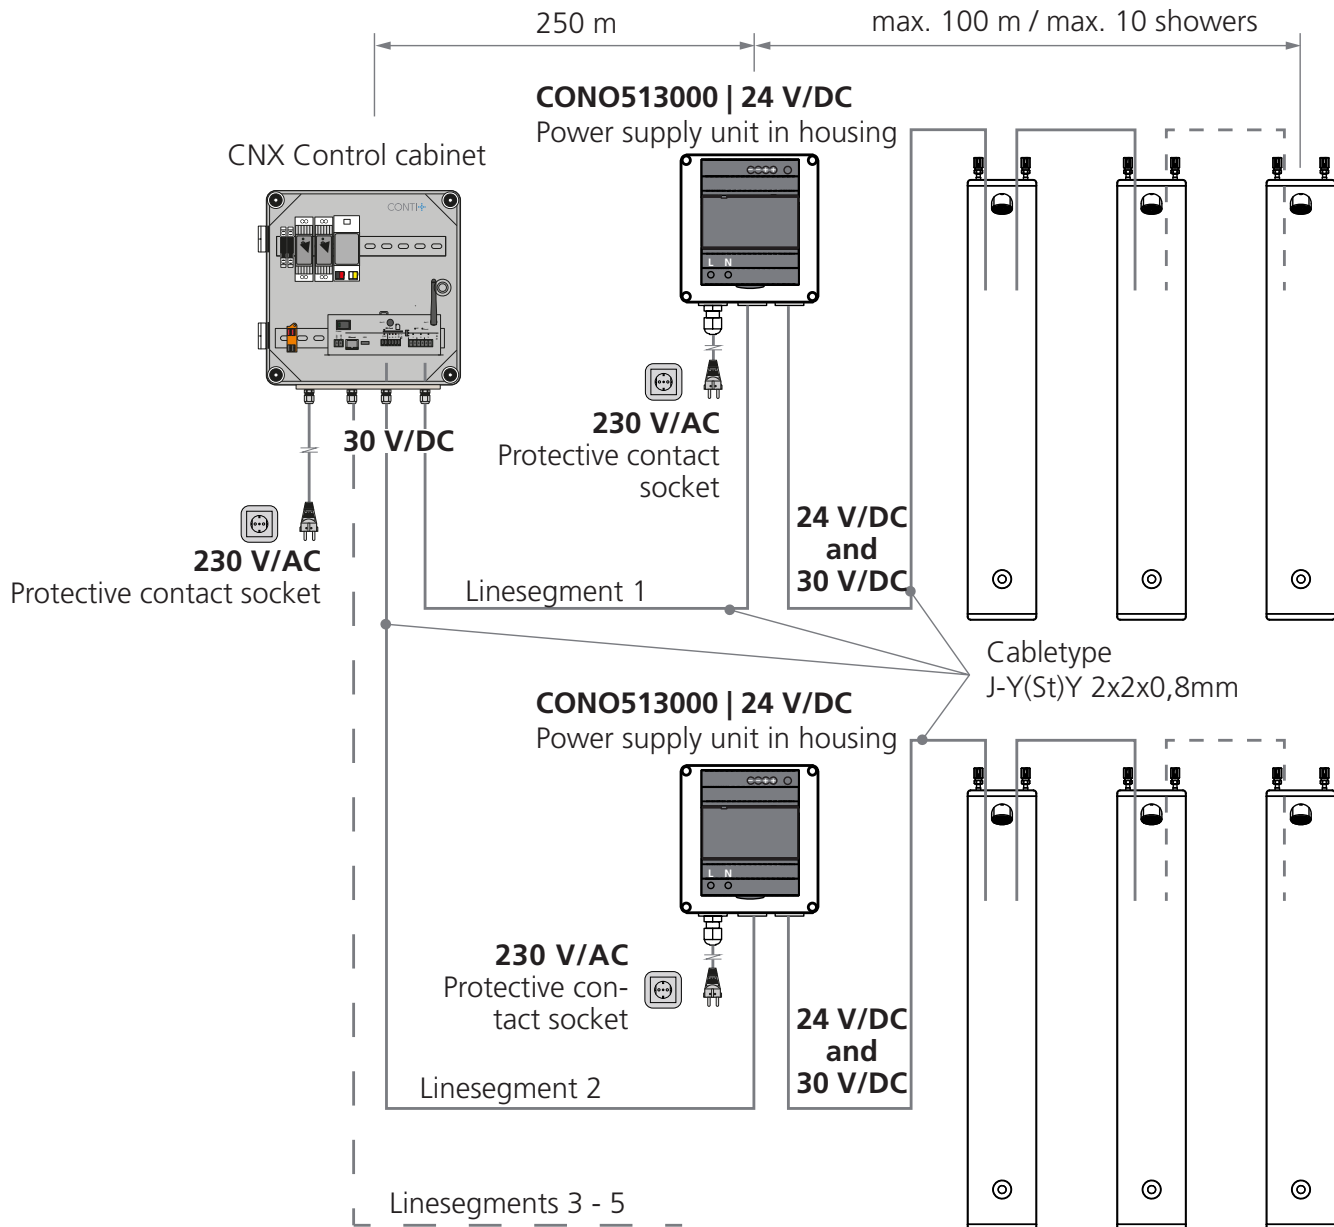 250 m
max. 100 m / max. 10 showers
CONO513000 | 24 V/DC
Power supply unit in housing
CNX Control cabinet
CONTI+
L N
230 V/AC
Protective contact
socket
30 V/DC
230 V/AC
Protective contact socket
24 V/DC
and
30 V/DC
Linesegment 1
Cabletype
J-Y(St)Y 2x2x0,8mm
CONO513000 | 24 V/DC
Power supply unit in housing
L N
230 V/AC
Protective con-
tact socket
24 V/DC
and
30 V/DC
Linesegment 2
Linesegments 3 - 5